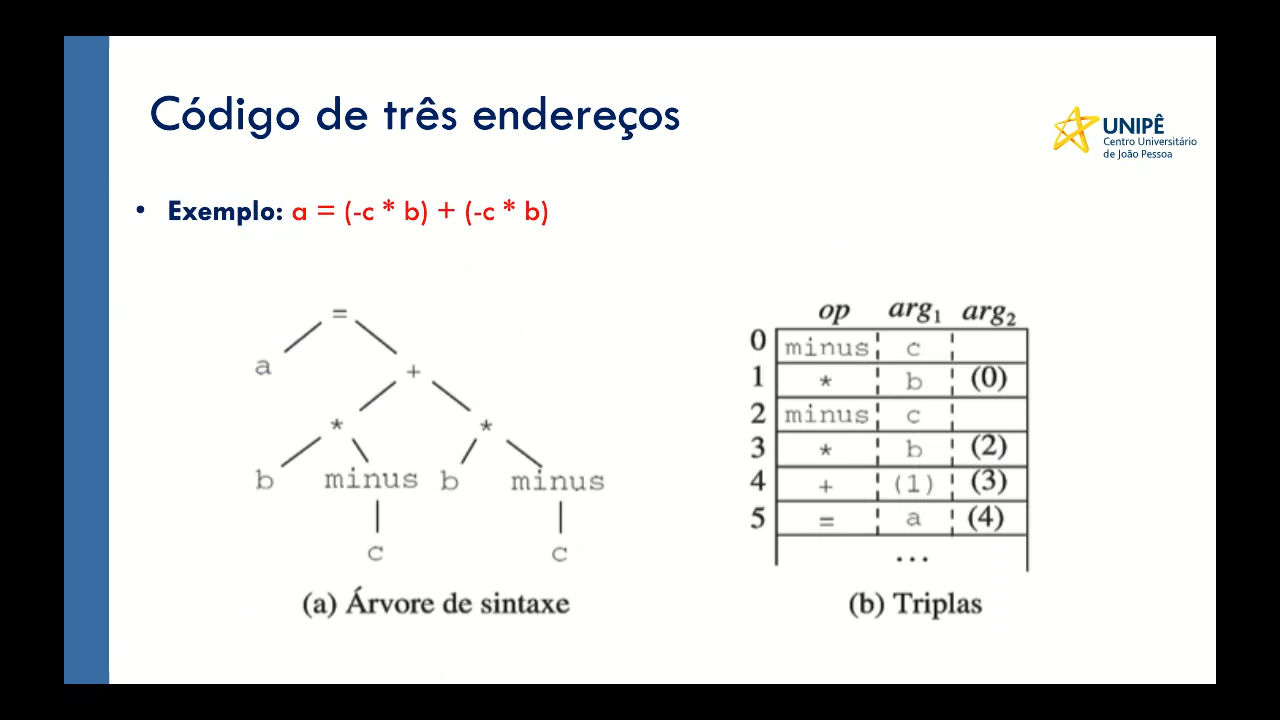 Código de três endereços
UNIPÊ
Centro Universitário
de João Pessoa
• Exemplo: a = (-c * b) + (-c * b)
=
a
+
* *
b minus b minus
c c
(a) Árvore de sintaxe
op arg1 arg2
0 minus c
1 * b (0)
2 minus c
3 * b (2)
4 + (1) (3)
5 = a (4)
...
(b) Triplas